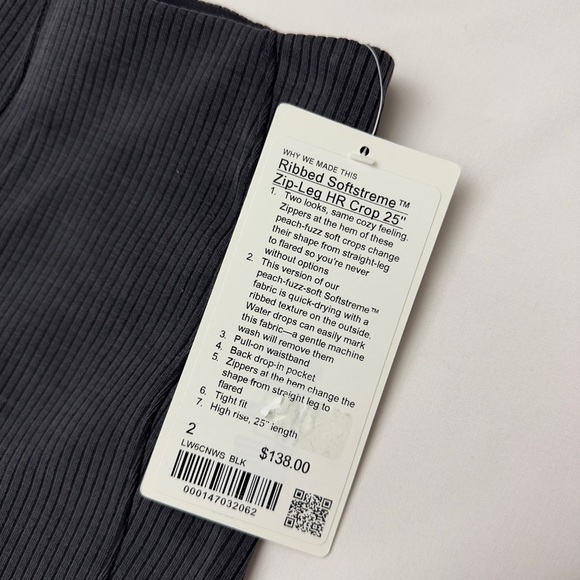 WHY WE MADE THIS
Ribbed Softstreme™
Zip-Leg HR Crop 25"
1. Two looks, same cozy feeling.
Zippers at the hem of these
peach-fuzz soft crops change
their shape from straight-leg
to flared so you're never
without options
2. This version of our
peach-fuzz-soft Softstreme™
fabric is quick-drying with a
ribbed texture on the outside.
Water drops can easily mark
this fabric—a gentle machine
wash will remove them
3. Pull-on waistband
4. Back drop-in pocket
5. Zippers at the hem change the
shape from straight leg to
flared
6. Tight fit
7. High rise, 25" length
2
LW6CNWS BLK $138.00
000147032062